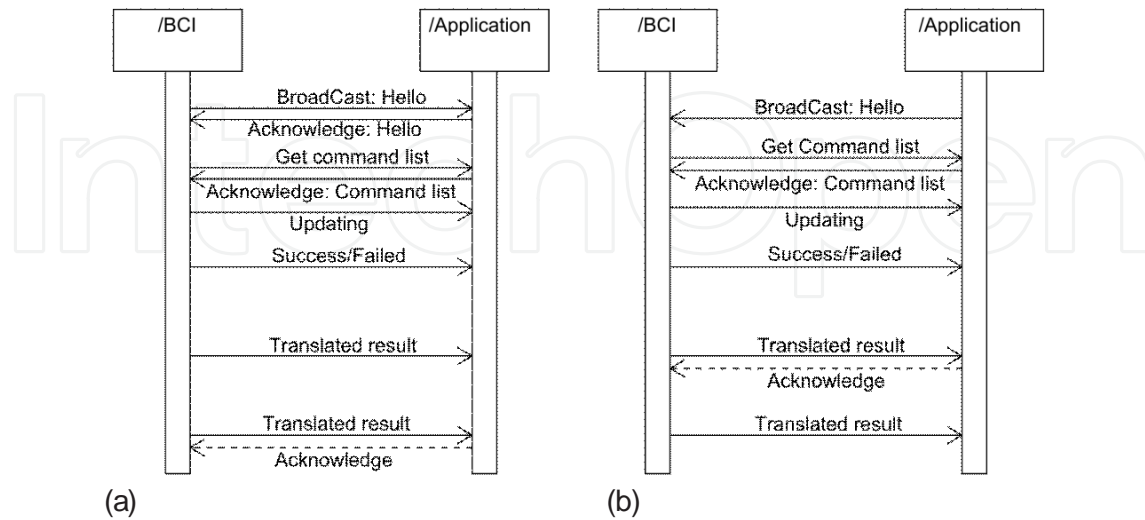 /BCI
/Application
BroadCast: Hello
Acknowledge: Hello
Get command list
Acknowledge: Command list
Updating
Success/Failed
Translated result
Translated result
Acknowledge
(a)
/BCI
/Application
BroadCast: Hello
Get Command list
Acknowledge: Command list
Updating
Success/Failed
Translated result
Acknowledge
Translated result
(b)
IntechOpen